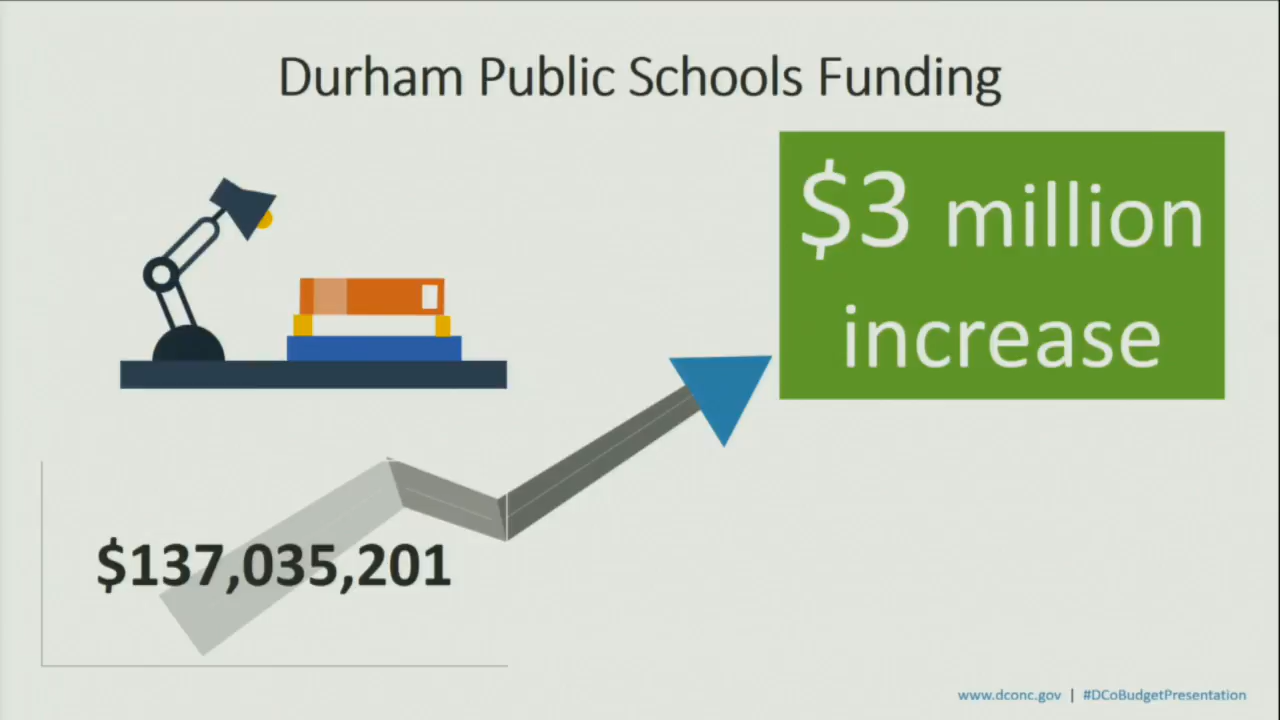 Durham Public Schools Funding
$3 million
increase
$137,035,201
www.dconc.gov | #DCoBudgetPresentation